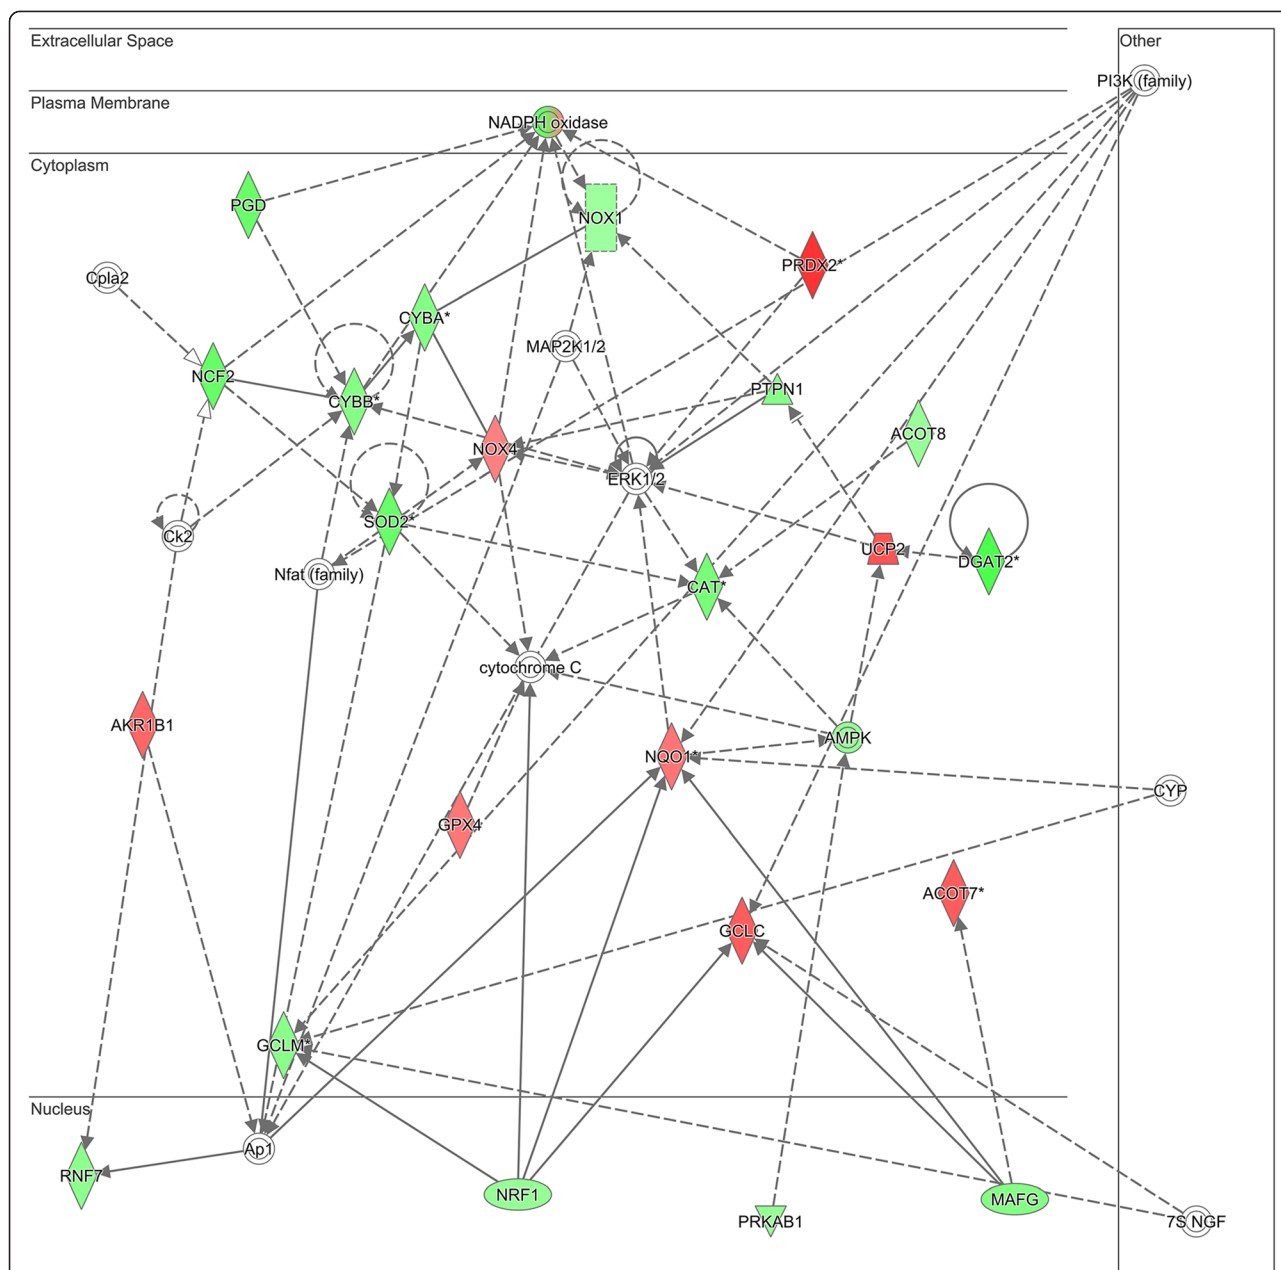 Extracellular Space
Other
PI3K (family)
Plasma Membrane
NADPH oxidase
Cytoplasm
PGD
NOX1
PRDX2*
Cpla2
CYBA*
MAP2K1/2
NCF2
PTPN1
CYBB*
ACOT8
NOX4
ERK1/2
SOD2*
Ck2
UCP2
DGAT2*
Nfat (family)
CAT*
cytochrome C
AKR1B1
AMPK
NQO1*
CYP
GPX4
ACOT7*
GCLC
GCLM*
Nucleus
Ap1
RNF7
NRF1
MAFG
PRKAB1
7S NGF